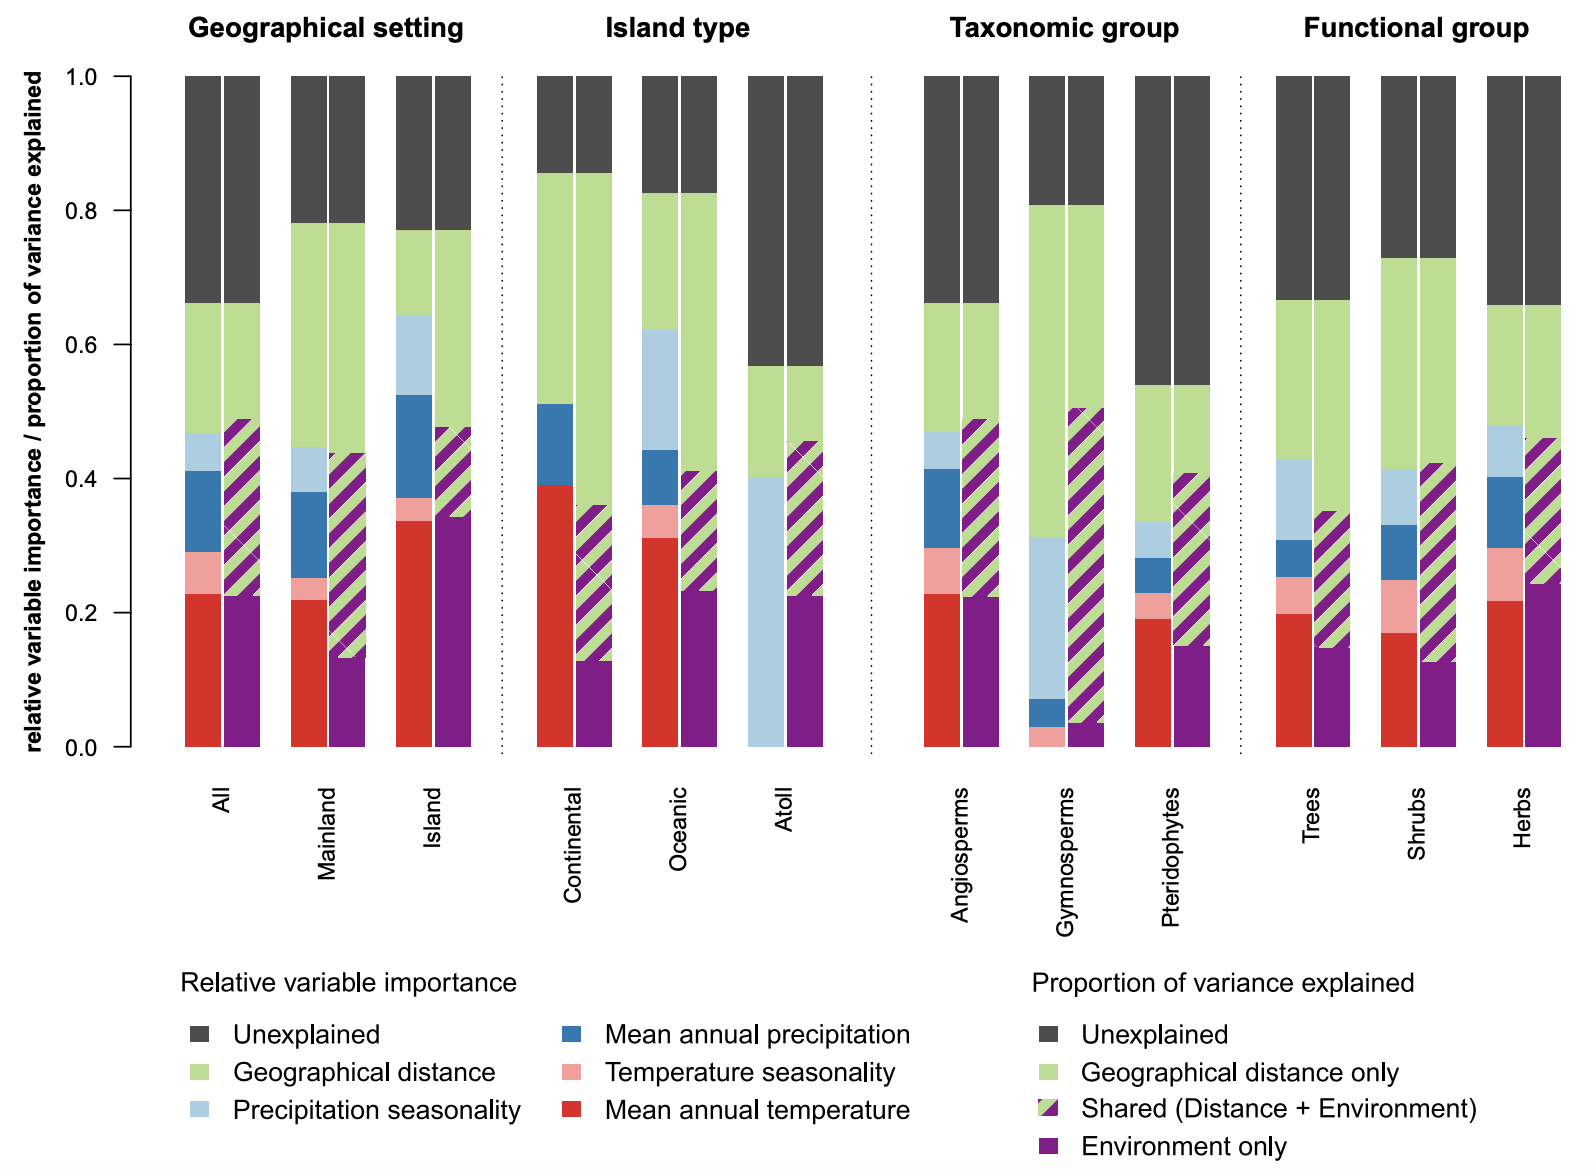 Geographical setting
Island type
Taxonomic group
Functional group
relative variable importance / proportion of variance explained
1.0
0.8
0.6
0.4
0.2
0.0
All
Mainland
Island
Continental
Oceanic
Atoll
Angiosperms
Gymnosperms
Pteridophytes
Trees
Shrubs
Herbs
Relative variable importance
Unexplained
Geographical distance
Precipitation seasonality
Mean annual precipitation
Temperature seasonality
Mean annual temperature
Proportion of variance explained
Unexplained
Geographical distance only
Shared (Distance + Environment)
Environment only